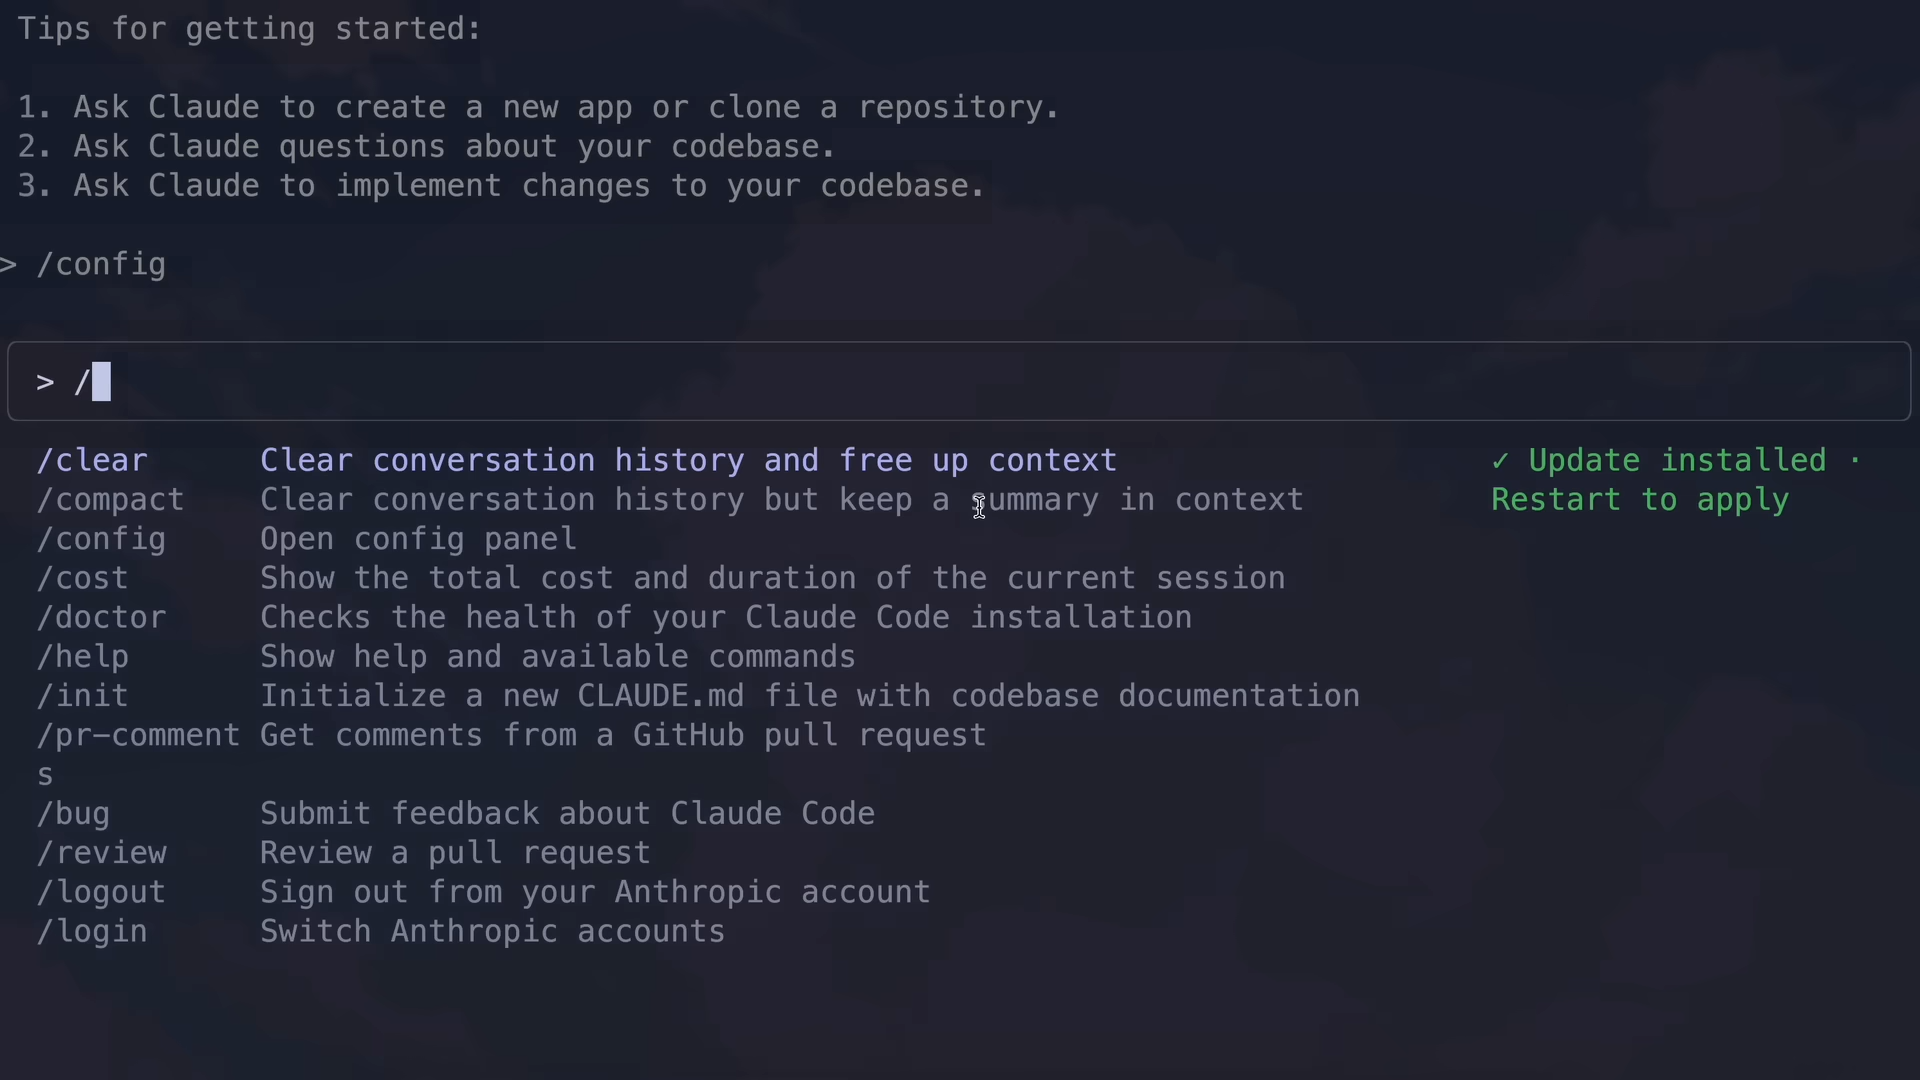 Tips for getting started:
1. Ask Claude to create a new app or clone a repository.
2. Ask Claude questions about your codebase.
3. Ask Claude to implement changes to your codebase.
> /config
> /
/clear Clear conversation history and free up context ✓ Update installed ·
/compact Clear conversation history but keep a summary in context Restart to apply
/config Open config panel
/cost Show the total cost and duration of the current session
/doctor Checks the health of your Claude Code installation
/help Show help and available commands
/init Initialize a new CLAUDE.md file with codebase documentation
/pr-comment Get comments from a GitHub pull request
s
/bug Submit feedback about Claude Code
/review Review a pull request
/logout Sign out from your Anthropic account
/login Switch Anthropic accounts